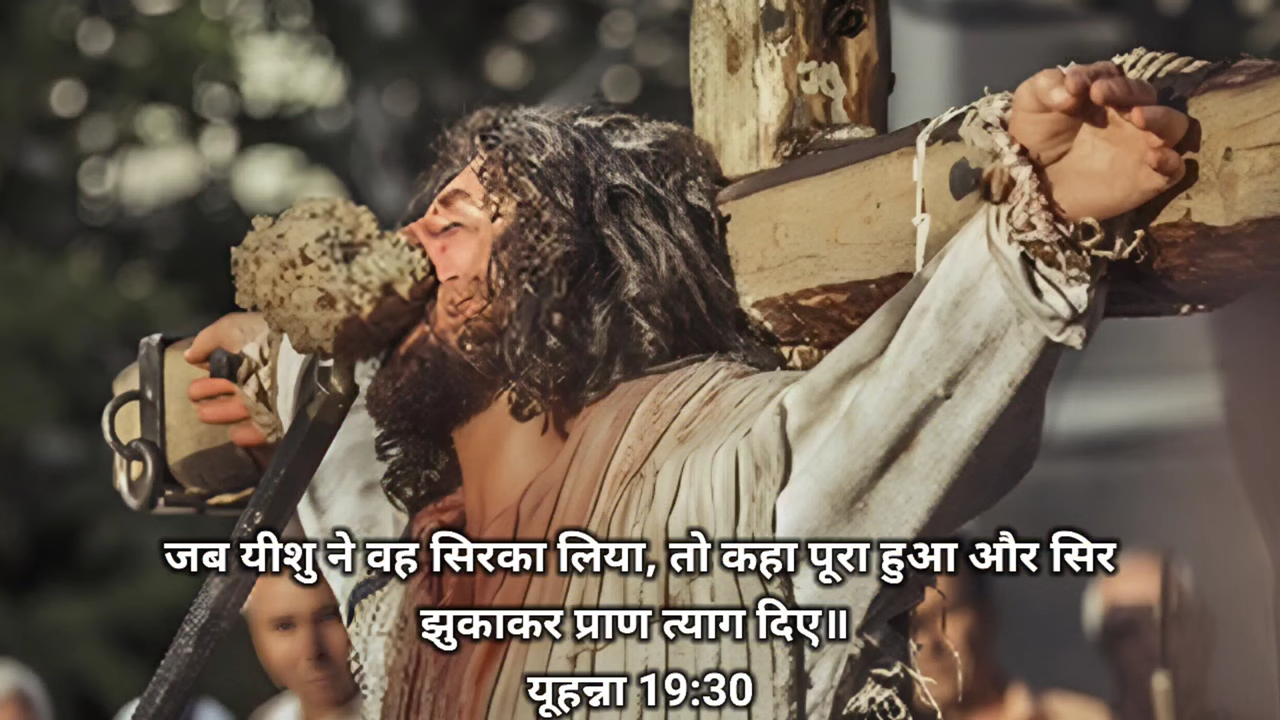 जब यीशु ने वह सिरका लिया, तो कहा पूरा हुआ और सिर
झुकाकर प्राण त्याग दिए॥
यूहन्ना 19:30